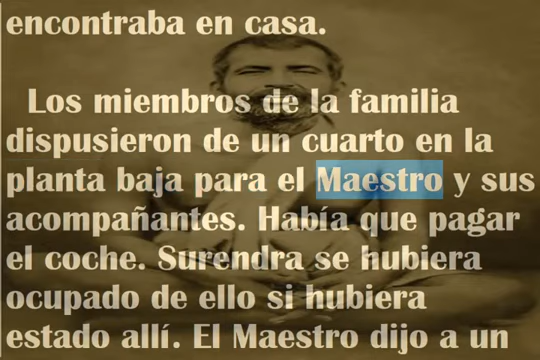 encontraba en casa.
Los miembros de la familia
dispusieron de un cuarto en la
planta baja para el Maestro y sus
acompañantes. Había que pagar
el coche. Surendra se hubiera
ocupado de ello si hubiera
estado allí. El Maestro dijo a un